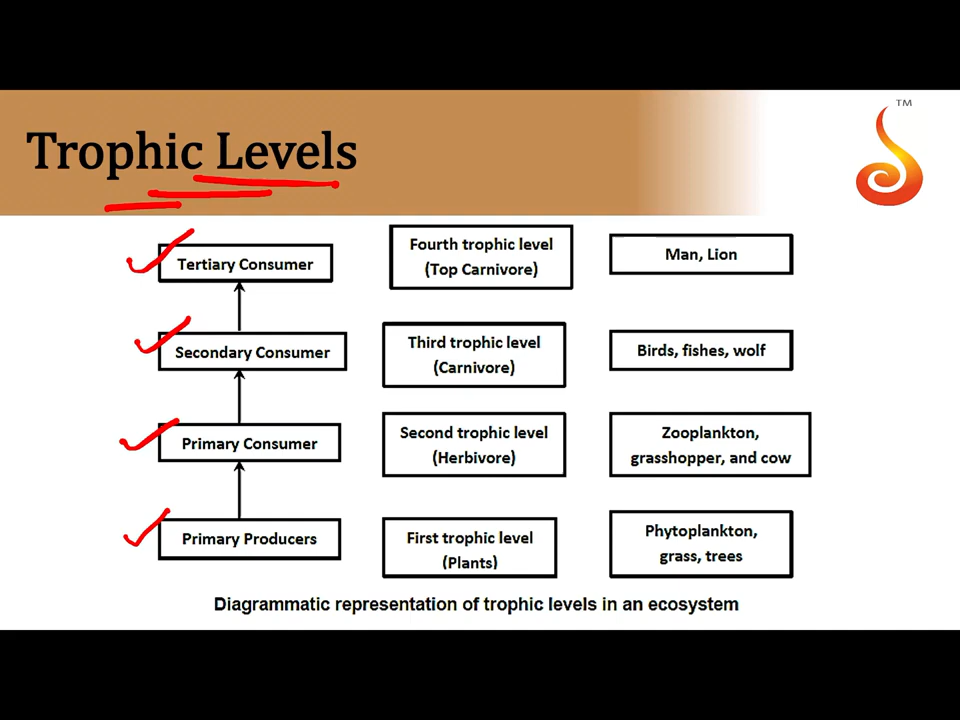 Trophic Levels
TM
Tertiary Consumer
Fourth trophic level
(Top Carnivore)
Man, Lion
Secondary Consumer
Third trophic level
(Carnivore)
Birds, fishes, wolf
Primary Consumer
Second trophic level
(Herbivore)
Zooplankton,
grasshopper, and cow
Primary Producers
First trophic level
(Plants)
Phytoplankton,
grass, trees
Diagrammatic representation of trophic levels in an ecosystem